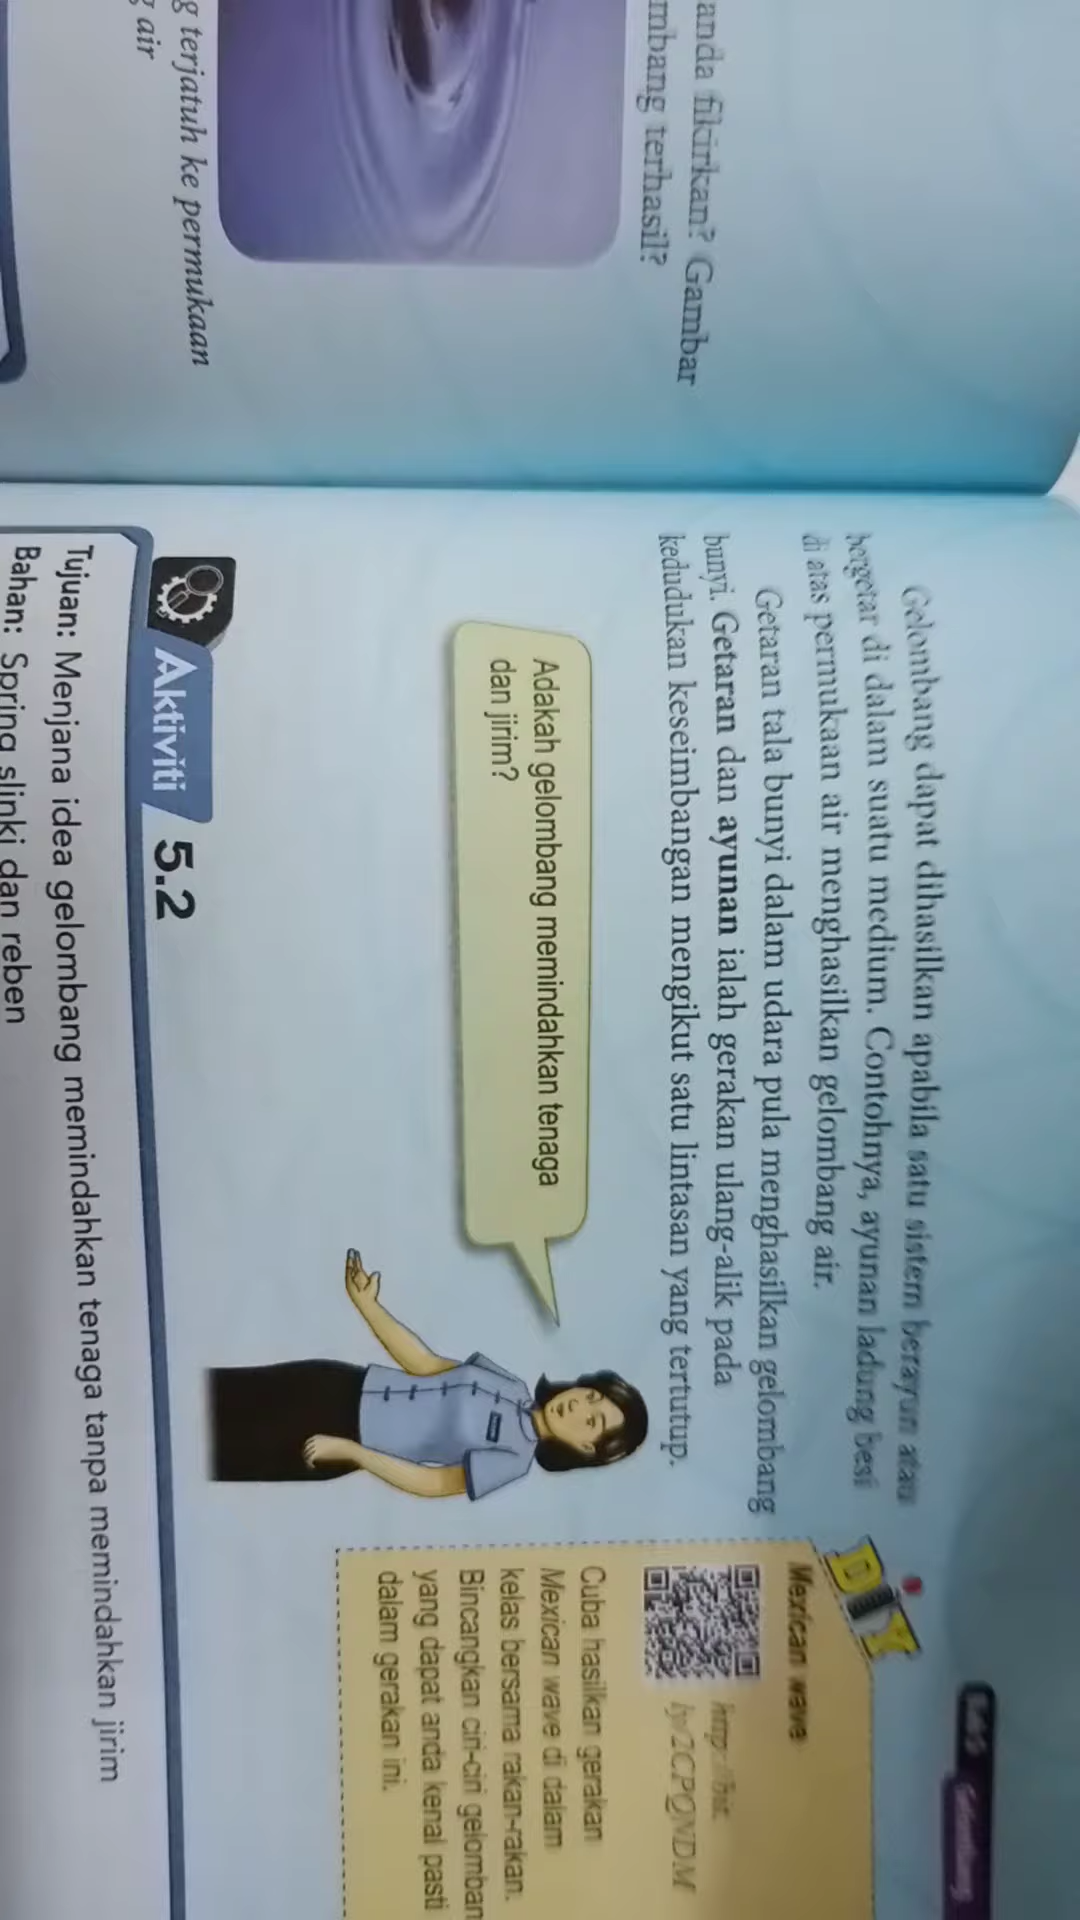 anda fikirkan? Gambar
mbang terhasil?
g terjatuh ke permukaan
air
Gelombang dapat dihasilkan apabila satu sistem berayun atau
bergetar di dalam suatu medium. Contohnya, ayunan ladung besi
di atas permukaan air menghasilkan gelombang air.
Getaran tala bunyi dalam udara pula menghasilkan gelombang
bunyi. Getaran dan ayunan ialah gerakan ulang-alik pada
kedudukan keseimbangan mengikut satu lintasan yang tertutup.
Adakah gelombang memindahkan tenaga
dan jirim?
DIY
Mexican wave
Cuba hasilkan gerakan
Mexican wave di dalam
kelas bersama rakan-rakan.
Bincangkan ciri-ciri gelomban
yang dapat anda kenal pasti
dalam gerakan ini.
Aktiviti 5.2
Tujuan: Menjana idea gelombang memindahkan tenaga tanpa memindahkan jirim
Bahan: Spring slinki dan reben